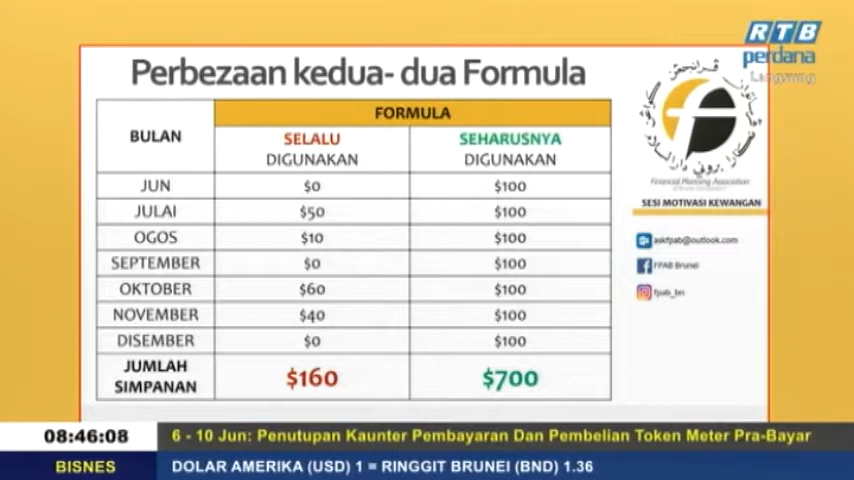 RTB
perdana
Langsung
Perbezaan kedua- dua Formula
BULAN
FORMULA
SELALU
DIGUNAKAN
SEHARUSNYA
DIGUNAKAN
JUN $0 $100
JULAI $50 $100
OGOS $10 $100
SEPTEMBER $0 $100
OKTOBER $60 $100
NOVEMBER $40 $100
DISEMBER $0 $100
JUMLAH
SIMPANAN
$160 $700
Financial Planning Association
SESI MOTIVASI KEWANGAN
askfpab@outlook.com
FPAB Brunei
fpab_bn
08:46:08 6 - 10 Jun: Penutupan Kaunter Pembayaran Dan Pembelian Token Meter Pra-Bayar
BISNES DOLAR AMERIKA (USD) 1 = RINGGIT BRUNEI (BND) 1.36